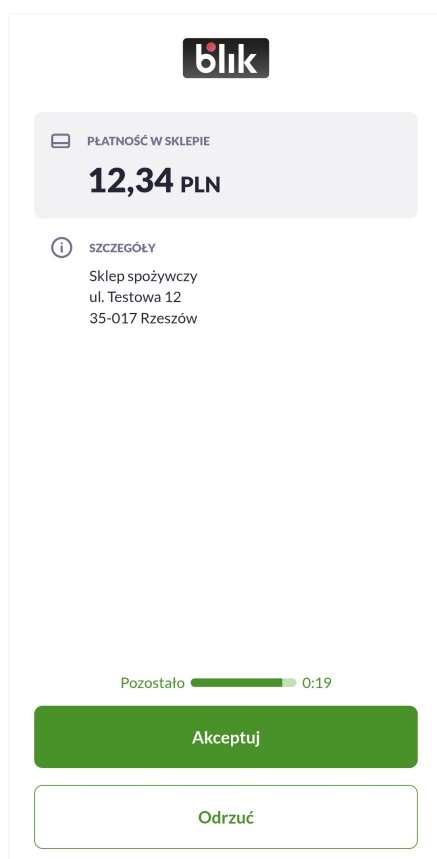 blik
PŁATNOŚĆ W SKLEPIE
12,34 PLN
SZCZEGÓŁY
Sklep spożywczy
ul. Testowa 12
35-017 Rzeszów
Pozostało 0:19
Akceptuj
Odrzuć